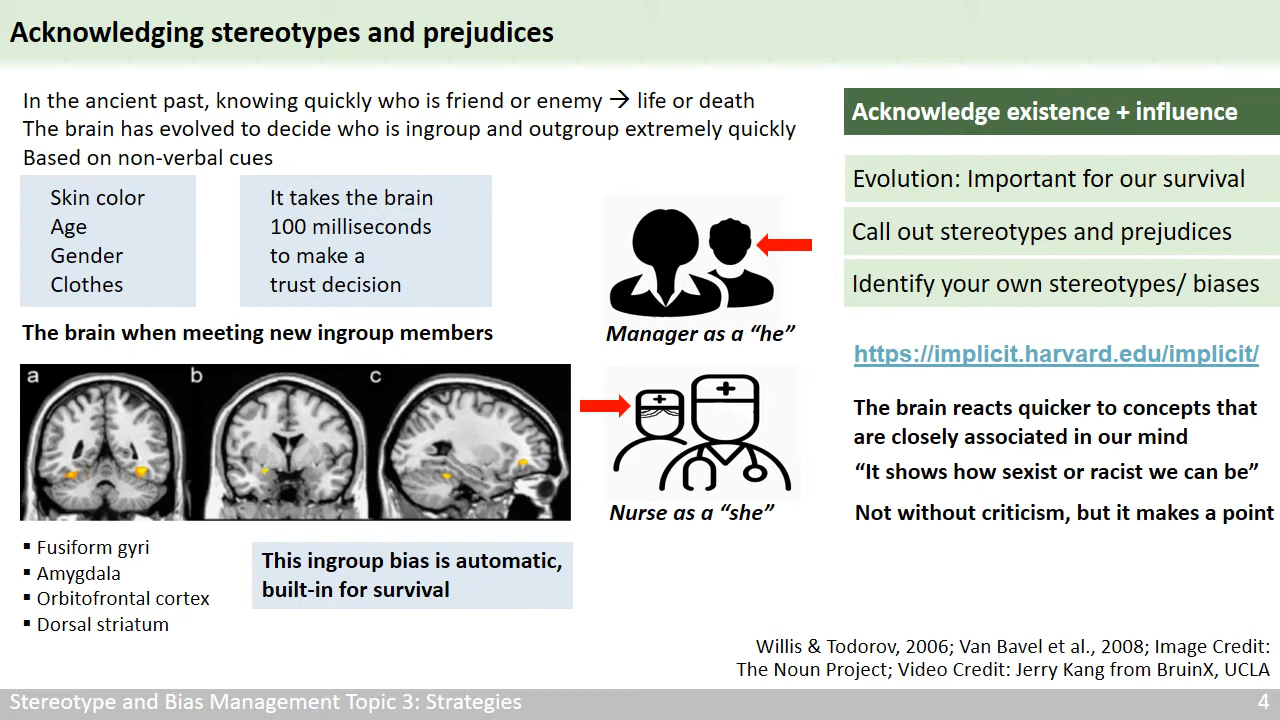 Acknowledging stereotypes and prejudices
In the ancient past, knowing quickly who is friend or enemy → life or death
The brain has evolved to decide who is ingroup and outgroup extremely quickly
Based on non-verbal cues
Skin color
Age
Gender
Clothes
It takes the brain
100 milliseconds
to make a
trust decision
The brain when meeting new ingroup members
a
b
c
▪ Fusiform gyri
▪ Amygdala
▪ Orbitofrontal cortex
▪ Dorsal striatum
This ingroup bias is automatic,
built-in for survival
Manager as a “he”
Nurse as a “she”
Acknowledge existence + influence
Evolution: Important for our survival
Call out stereotypes and prejudices
Identify your own stereotypes/ biases
https://implicit.harvard.edu/implicit/
The brain reacts quicker to concepts that
are closely associated in our mind
“It shows how sexist or racist we can be”
Not without criticism, but it makes a point
Willis & Todorov, 2006; Van Bavel et al., 2008; Image Credit:
The Noun Project; Video Credit: Jerry Kang from BruinX, UCLA
Stereotype and Bias Management Topic 3: Strategies
4